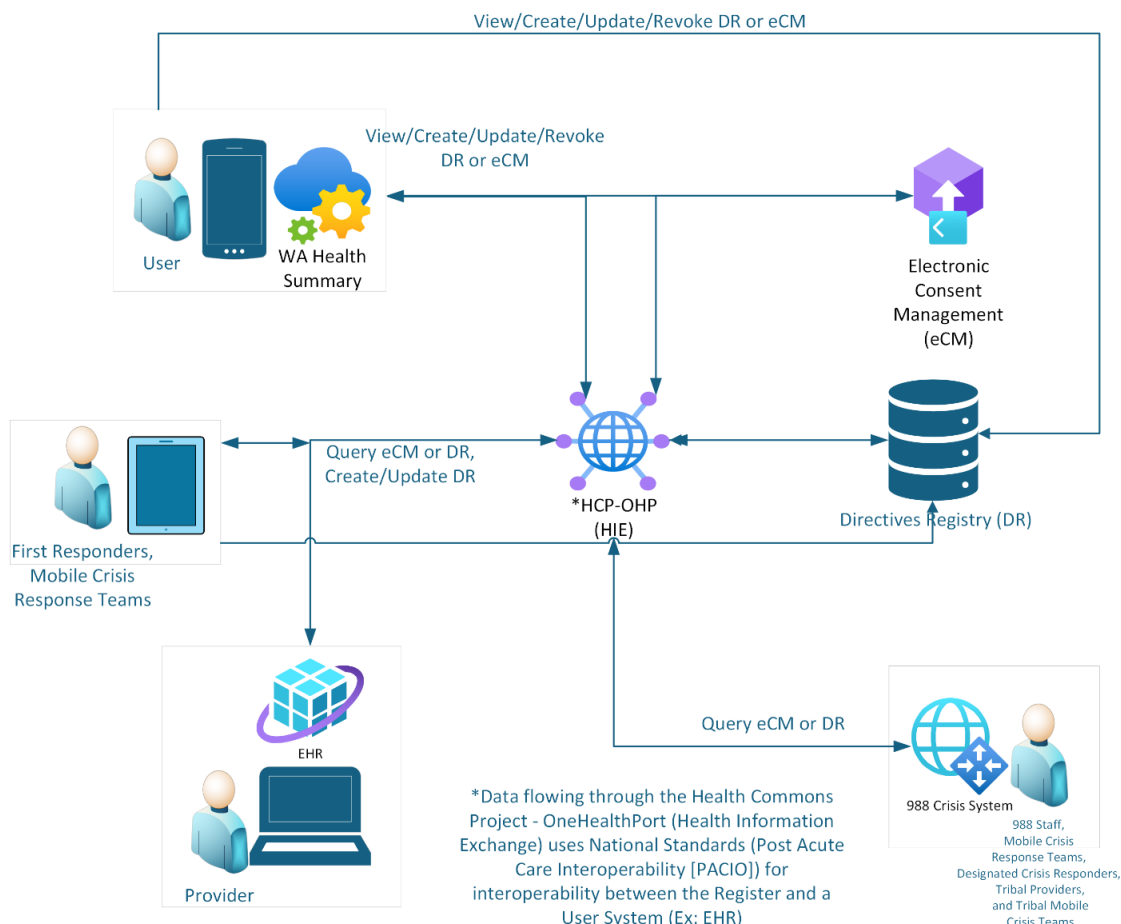 View/Create/Update/Revoke DR or eCM
View/Create/Update/Revoke
DR or eCM
User
WA Health
Summary
Electronic
Consent
Management
(eCM)
Query eCM or DR,
Create/Update DR
*HCP-OHP
(HIE)
Directives Registry (DR)
First Responders,
Mobile Crisis
Response Teams
EHR
Provider
Query eCM or DR
988 Crisis System
988 Staff,
Mobile Crisis
Response Teams,
Designated Crisis Responders,
Tribal Providers,
and Tribal Mobile
Crisis Teams
*Data flowing through the Health Commons
Project - OneHealthPort (Health Information
Exchange) uses National Standards (Post Acute
Care Interoperability [PACIO]) for
interoperability between the Register and a
User System (Ex: EHR)